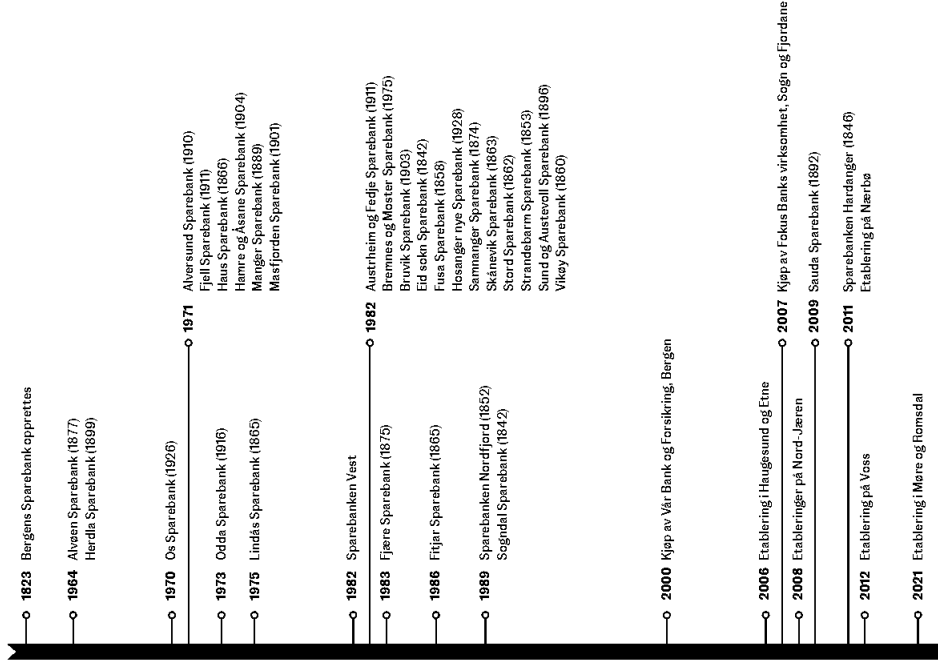 1823 Bergens Sparebank opprettes
1964 Alvøen Sparebank (1877)
Herdla Sparebank (1899)
1970 Os Sparebank (1926)
1971 Alversund Sparebank (1910)
Fjell Sparebank (1911)
Haus Sparebank (1866)
Hamre og Åsane Sparebank (1904)
Manger Sparebank (1889)
Masfjorden Sparebank (1901)
1973 Odda Sparebank (1916)
1975 Lindås Sparebank (1865)
1982 Sparebanken Vest
1982 Austrheim og Fedje Sparebank (1911)
Bremnes og Moster Sparebank (1975)
Bruvik Sparebank (1903)
Eid sokn Sparebank (1842)
Fusa Sparebank (1858)
Hosanger nye Sparebank (1928)
Samnanger Sparebank (1874)
Skånevik Sparebank (1863)
Stord Sparebank (1862)
Strandebarm Sparebank (1853)
Sund og Austevoll Sparebank (1896)
Vikøy Sparebank (1860)
1983 Fjære Sparebank (1875)
1986 Fitjar Sparebank (1865)
1989 Sparebanken Nordfjord (1852)
Sogndal Sparebank (1842)
2000 Kjøp av Vår Bank og Forsikring, Bergen
2006 Etablering i Haugesund og Etne
2007 Kjøp av Fokus Banks virksomhet, Sogn og Fjordane
2008 Etableringer på Nord-Jæren
2009 Sauda Sparebank (1892)
2011 Sparebanken Hardanger (1846)
Etablering på Nærbø
2012 Etablering på Voss
2021 Etablering i Møre og Romsdal